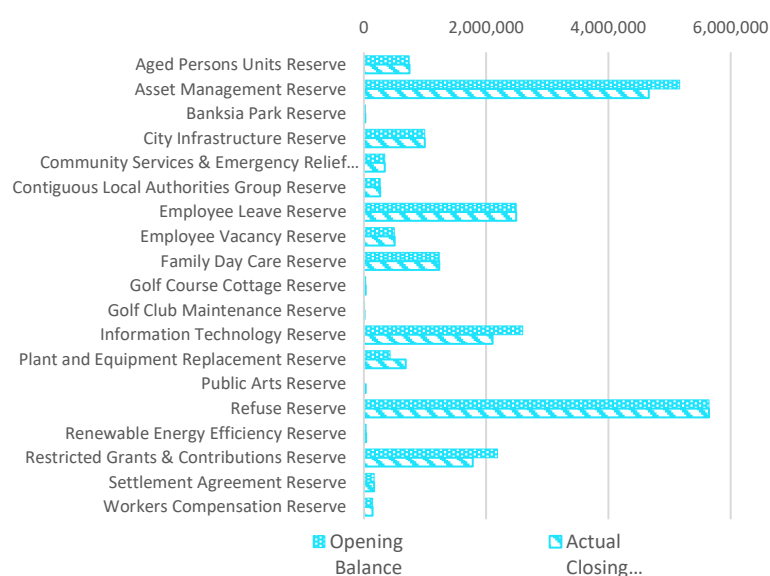 0 2,000,000 4,000,000 6,000,000
Aged Persons Units Reserve
Asset Management Reserve
Banksia Park Reserve
City Infrastructure Reserve
Community Services & Emergency Relief...
Contiguous Local Authorities Group Reserve
Employee Leave Reserve
Employee Vacancy Reserve
Family Day Care Reserve
Golf Course Cottage Reserve
Golf Club Maintenance Reserve
Information Technology Reserve
Plant and Equipment Replacement Reserve
Public Arts Reserve
Refuse Reserve
Renewable Energy Efficiency Reserve
Restricted Grants & Contributions Reserve
Settlement Agreement Reserve
Workers Compensation Reserve
Opening
Balance
Actual
Closing...